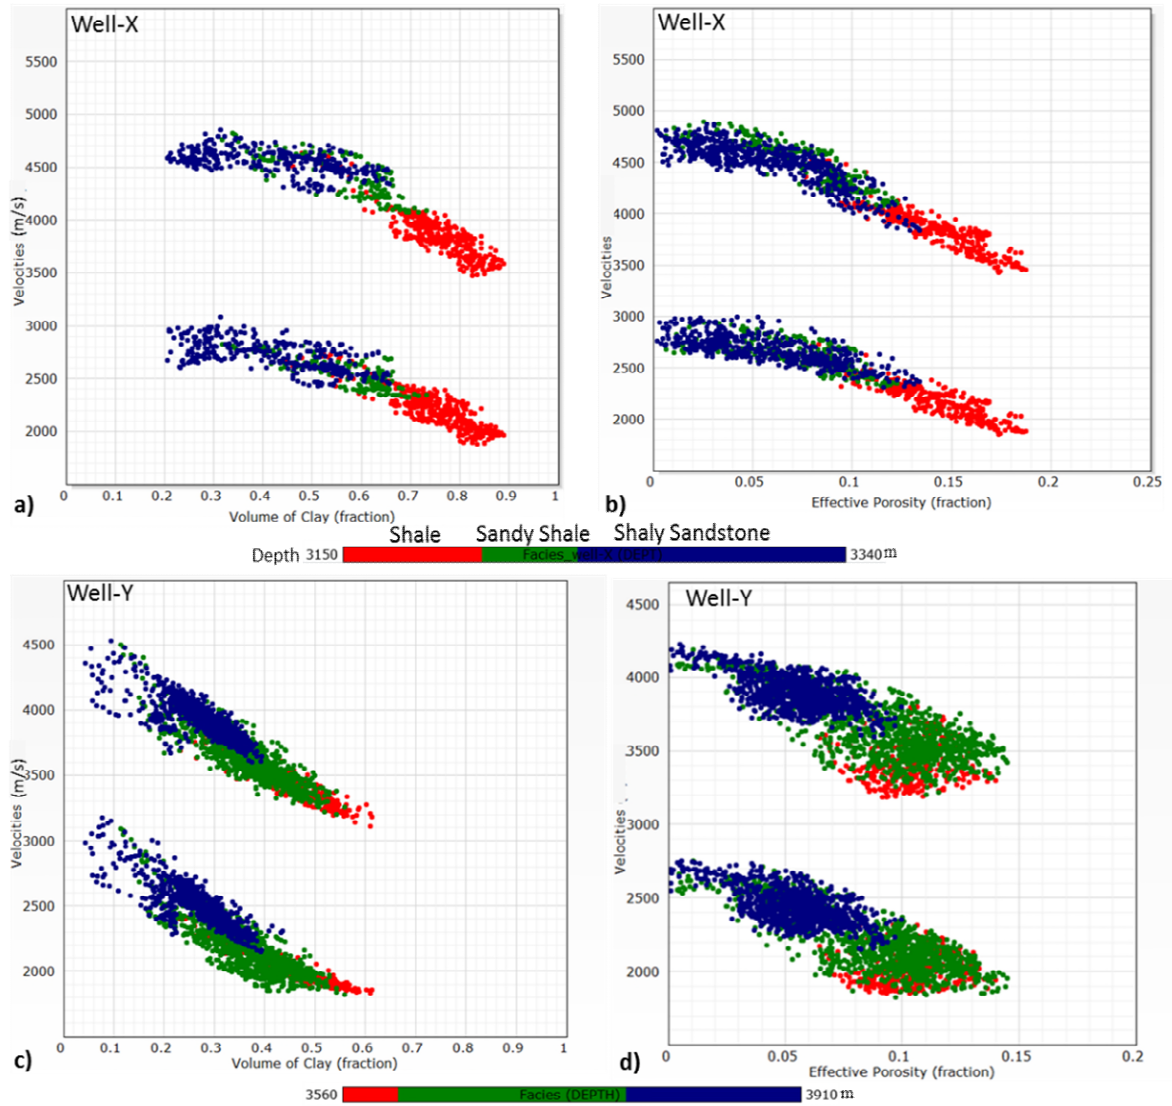 Well-X
5500
5000
4500
4000
3500
3000
2500
2000
Velocities (m/s)
0 0.1 0.2 0.3 0.4 0.5 0.6 0.7 0.8 0.9 1
Volume of Clay (fraction)
a)
Well-X
5500
5000
4500
4000
3500
3000
2500
2000
Velocities
0 0.05 0.1 0.15 0.2 0.25
Effective Porosity (fraction)
b)
Shale Sandy Shale Shaly Sandstone
Depth 3150 Facies_well-X (DEPT) 3340 m
Well-Y
4500
4000
3500
3000
2500
2000
Velocities (m/s)
0 0.1 0.2 0.3 0.4 0.5 0.6 0.7 0.8 0.9 1
Volume of Clay (fraction)
c)
Well-Y
4500
4000
3500
3000
2500
2000
Velocities
0 0.05 0.1 0.15 0.2
Effective Porosity (fraction)
d)
3560 Facies (DEPTH) 3910 m